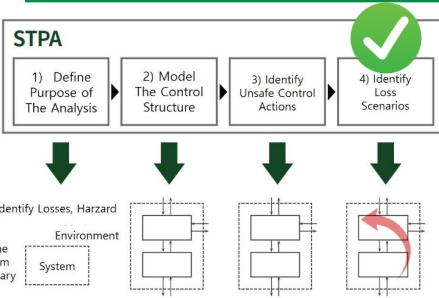 STPA
1) Define
Purpose of
The Analysis
2) Model
The Control
Structure
3) Identify
Unsafe Control
Actions
4) Identify
Loss
Scenarios
dentify Losses, Harzard
Environment
System